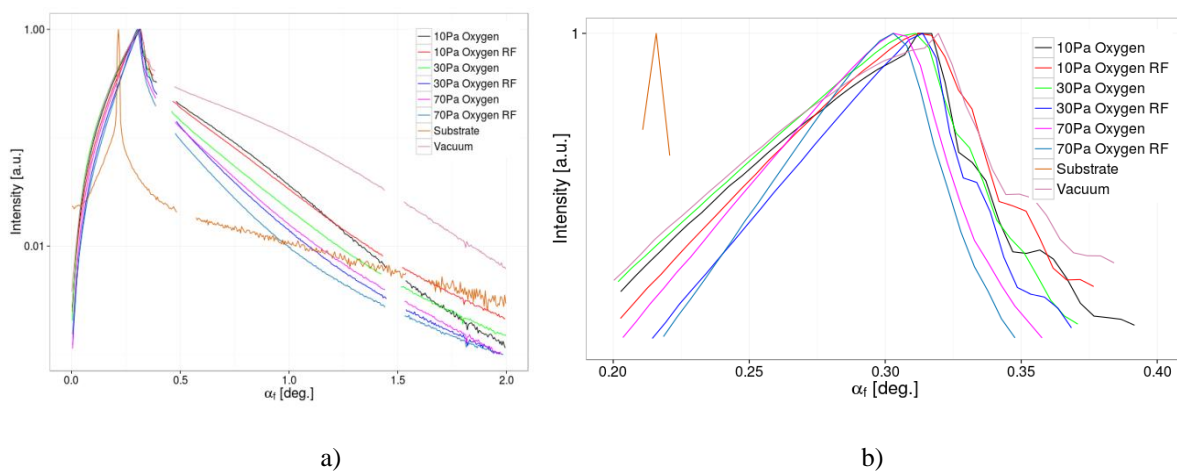 1.00
0.01
Intensity [a.u.]
10Pa Oxygen
10Pa Oxygen RF
30Pa Oxygen
30Pa Oxygen RF
70Pa Oxygen
70Pa Oxygen RF
Substrate
Vacuum
0.0 0.5 1.0 1.5 2.0
αf [deg.]
a)
1
Intensity [a.u.]
10Pa Oxygen
10Pa Oxygen RF
30Pa Oxygen
30Pa Oxygen RF
70Pa Oxygen
70Pa Oxygen RF
Substrate
Vacuum
0.20 0.25 0.30 0.35 0.40
αf [deg.]
b)